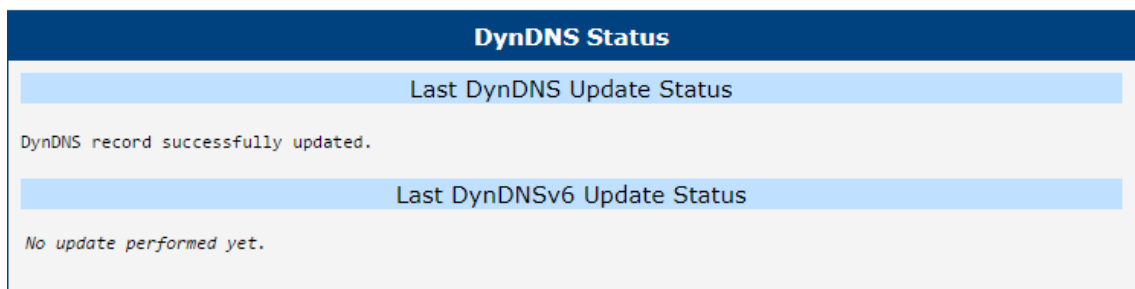 DynDNS Status
Last DynDNS Update Status
DynDNS record successfully updated.
Last DynDNSv6 Update Status
No update performed yet.